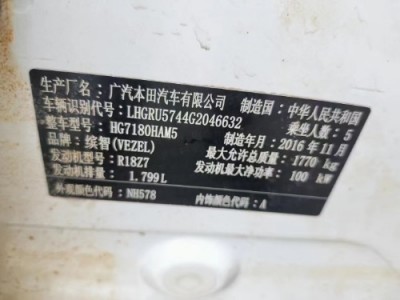 生产厂名：广汽本田汽车有限公司 制造国：中华人民共和国
车辆识别代号：LHGRU5744G2046632 乘坐人数：5
整车型号：HG7180HAM5 制造年月：2016年11月
品牌：缤智(VEZEL) 最大允许总质量：1770 kg
发动机型号：R18Z7 发动机最大净功率：100 kW
发动机排量：1.799L
外观颜色代码：NH578 内饰颜色代码：A